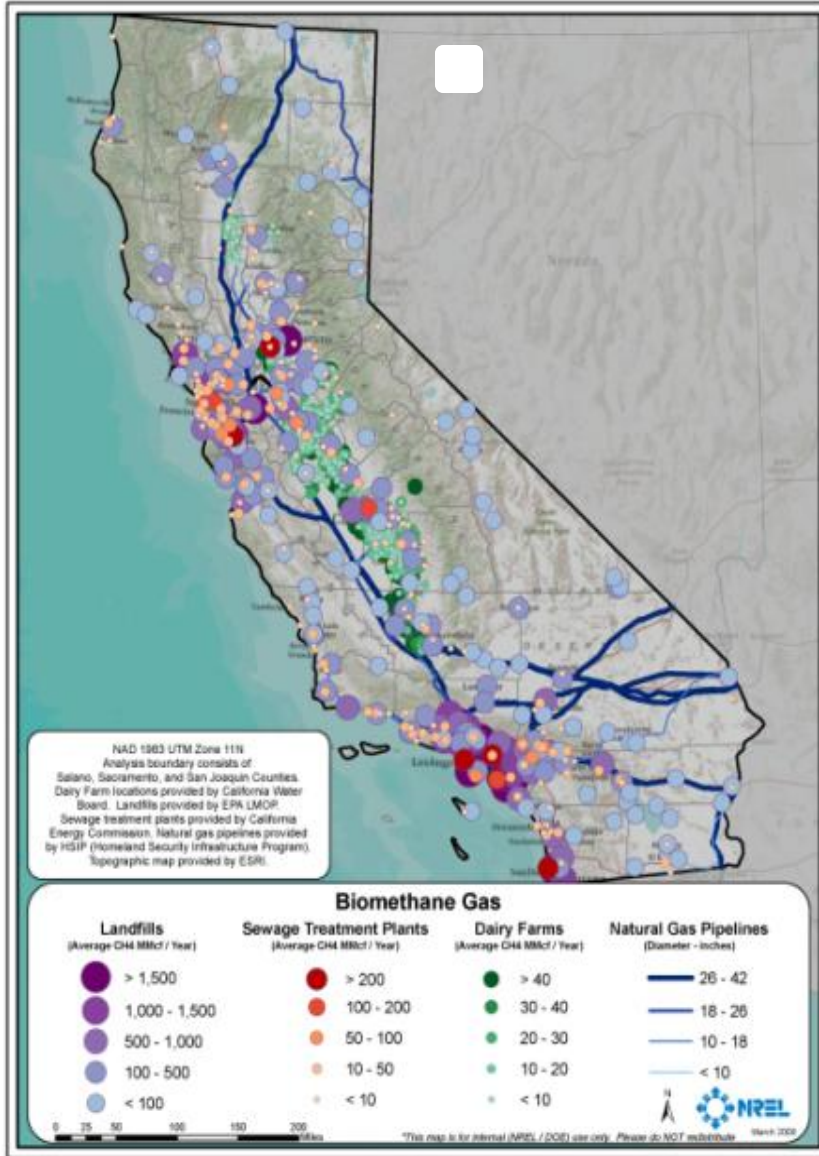 Nevada
NAD 1983 UTM Zone 11N
Analysis boundary consists of
Salano, Sacramento, and San Joaquin Counties.
Dairy Farm locations provided by California Water
Board. Landfills provided by EPA LMOP.
Sewage treatment plants provided by California
Energy Commission. Natural gas pipelines provided
by HSIP (Homeland Security Infrastructure Program).
Topographic map provided by ESRI.
Biomethane Gas
Landfills
(Average CH4 MMcf / Year)
> 1,500
1,000 - 1,500
500 - 1,000
100 - 500
< 100
Sewage Treatment Plants
(Average CH4 MMcf / Year)
> 200
100 - 200
50 - 100
10 - 50
< 10
Dairy Farms
(Average CH4 MMcf / Year)
> 40
30 - 40
20 - 30
10 - 20
< 10
Natural Gas Pipelines
(Diameter - inches)
26 - 42
18 - 26
10 - 18
< 10
0 25 50 100 150 200
Miles
N
NREL
*This map is for internal (NREL / DOE) use only. Please do NOT redistribute